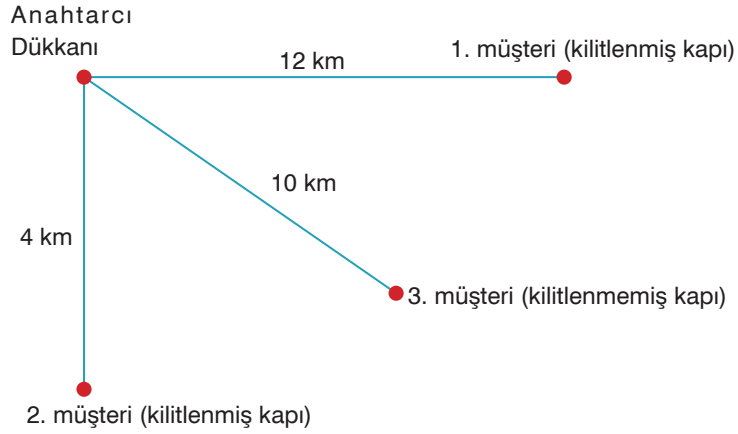 Anahtarcı
Dükkanı
12 km
1. müşteri (kilitlenmiş kapı)
10 km
4 km
3. müşteri (kilitlenmemiş kapı)
2. müşteri (kilitlenmiş kapı)